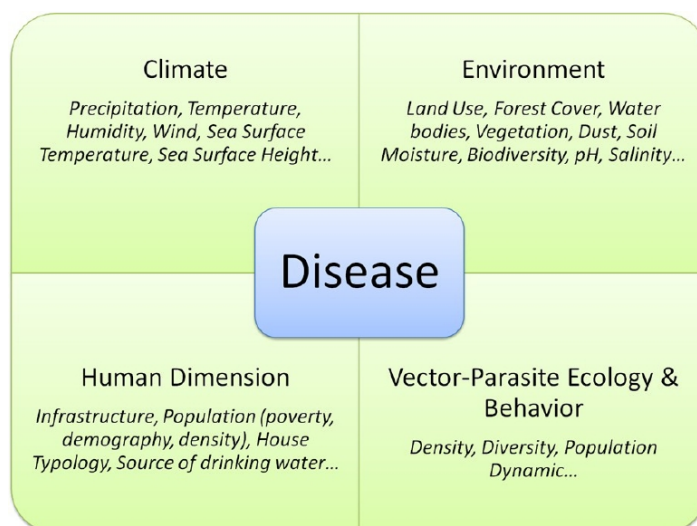 Climate
Precipitation, Temperature,
Humidity, Wind, Sea Surface
Temperature, Sea Surface Height...
Environment
Land Use, Forest Cover, Water
bodies, Vegetation, Dust, Soil
Moisture, Biodiversity, pH, Salinity...
Disease
Human Dimension
Infrastructure, Population (poverty,
demography, density), House
Typology, Source of drinking water...
Vector-Parasite Ecology &
Behavior
Density, Diversity, Population
Dynamic...